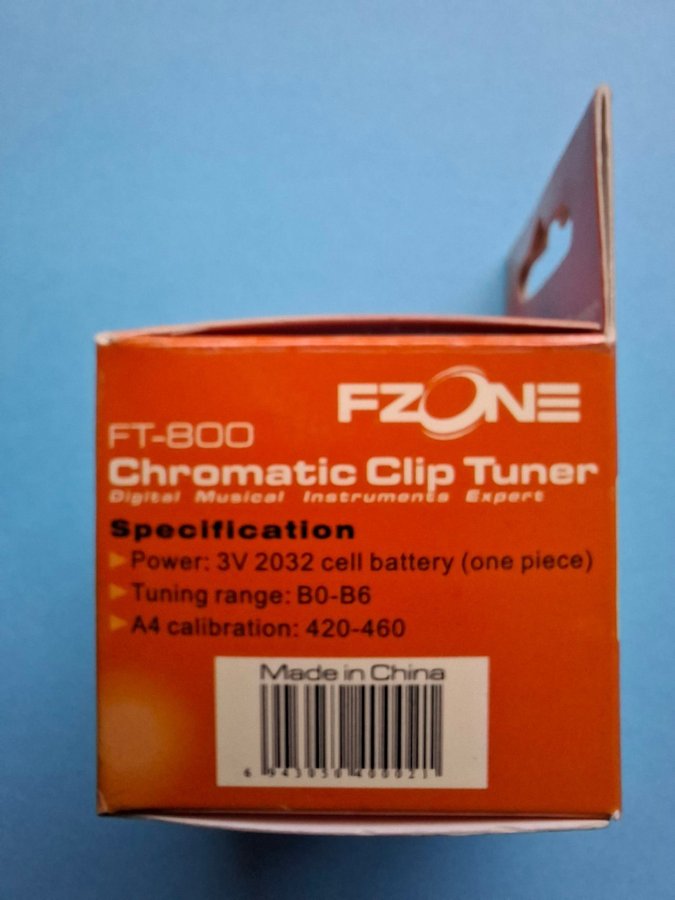 FZONE
FT-800
Chromatic Clip Tuner
Digital Musical Instruments Expert
Specification
Power: 3V 2032 cell battery (one piece)
Tuning range: B0-B6
A4 calibration: 420-460
Made in China